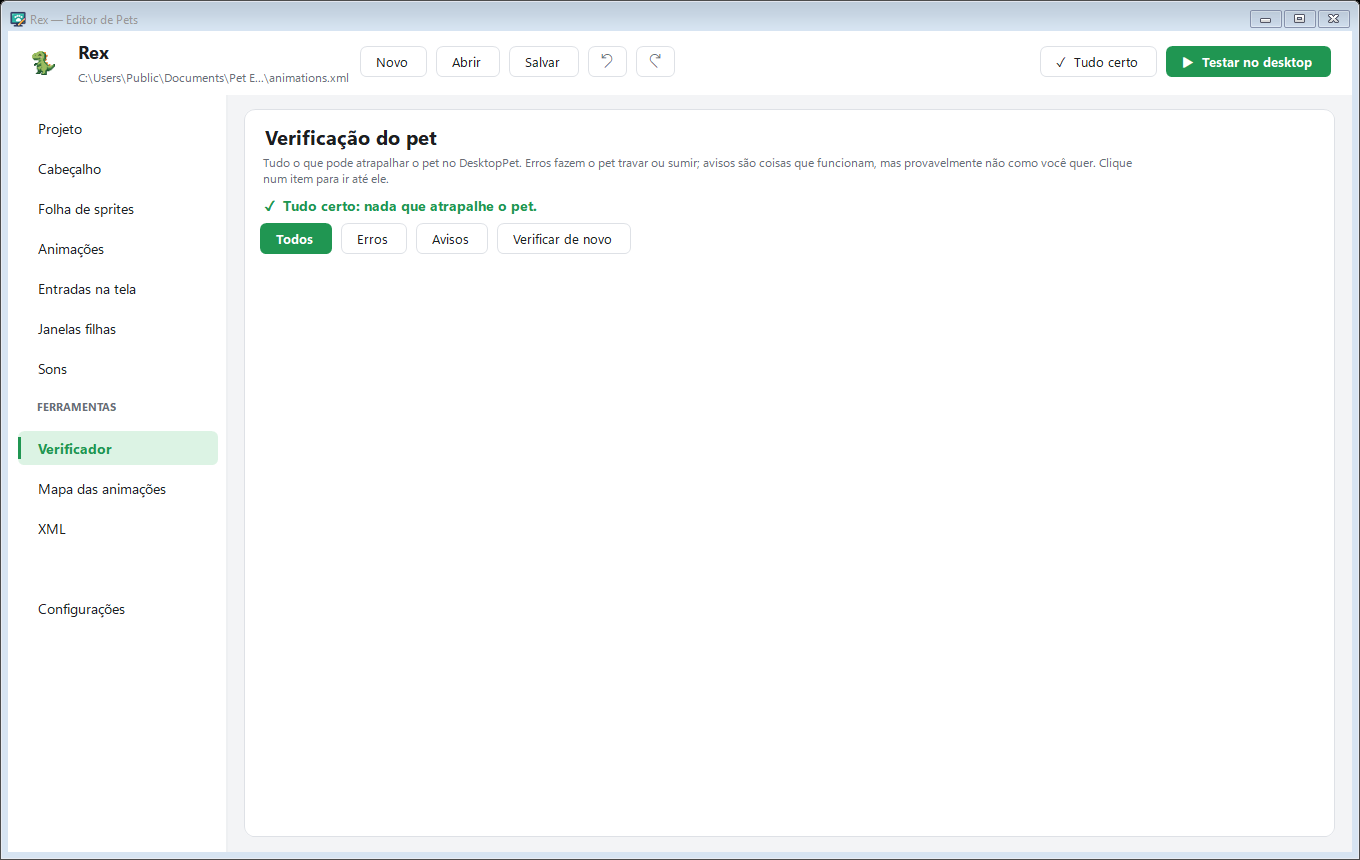 Rex — Editor de Pets
Rex
C:\Users\Public\Documents\Pet E...\animations.xml
Novo
Abrir
Salvar
✓ Tudo certo
▶ Testar no desktop
Projeto
Cabeçalho
Folha de sprites
Animações
Entradas na tela
Janelas filhas
Sons
FERRAMENTAS
Verificador
Mapa das animações
XML
Configurações
Verificação do pet
Tudo o que pode atrapalhar o pet no DesktopPet. Erros fazem o pet travar ou sumir; avisos são coisas que funcionam, mas provavelmente não como você quer. Clique
num item para ir até ele.
✓ Tudo certo: nada que atrapalhe o pet.
Todos
Erros
Avisos
Verificar de novo